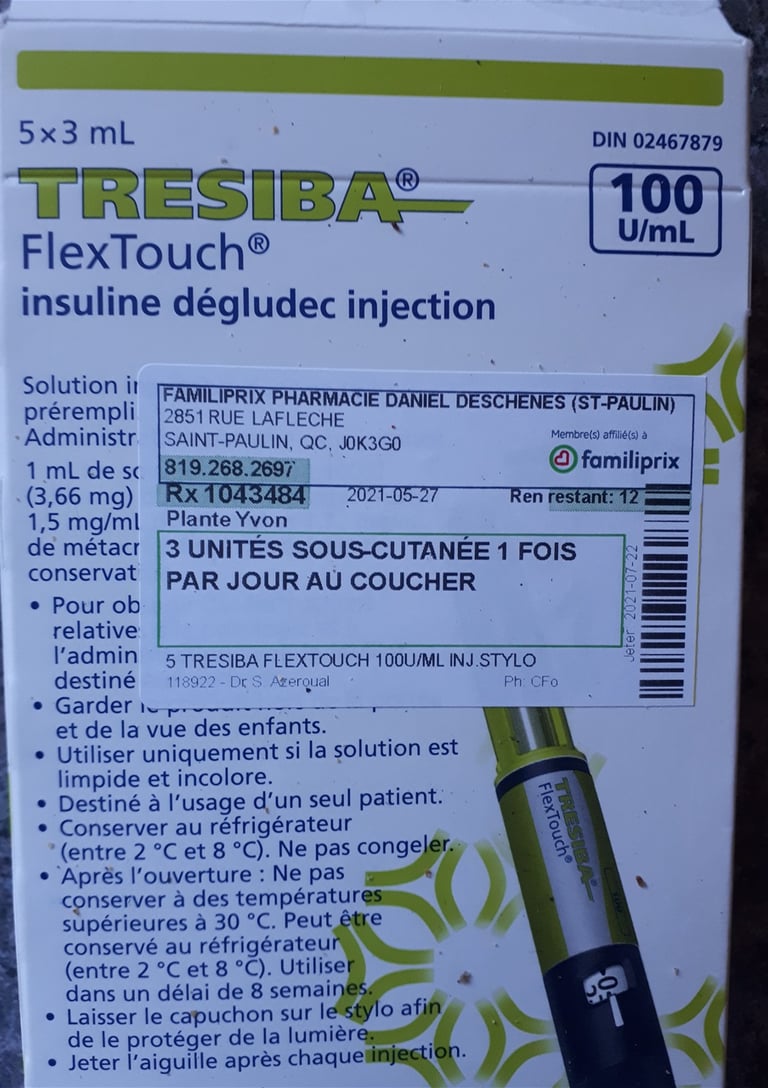 5×3 mL
DIN 02467879
TRESIBA®
100
U/mL
FlexTouch®
insuline dégludec injection
Solution
prérempli
Administr
1 mL de
(3,66 mg)
1,5 mg/mL
de métacr
conservat
FAMILIPRIX PHARMACIE DANIEL DESCHENES (ST-PAULIN)
2851 RUE LAFLECHE
SAINT-PAULIN, QC, J0K3G0
Membre(s) affilié(s) à
familiprix
819.268.2697
Rx 1043484 2021-05-27 Ren restant: 12
Plante Yvon
3 UNITÉS SOUS-CUTANÉE 1 FOIS
PAR JOUR AU COUCHER
Jeter: 2021-07-22
5 TRESIBA FLEXTOUCH 100U/ML INJ.STYLO
118922 - Dr S. Azeroual Ph: CFo
• Pour ob
relative
l'admin
destiné
• Garder
et de la vue des enfants.
• Utiliser uniquement si la solution est
limpide et incolore.
• Destiné à l'usage d'un seul patient.
• Conserver au réfrigérateur
(entre 2 °C et 8 °C). Ne pas congeler.
• Après l'ouverture : Ne pas
conserver à des températures
supérieures à 30 °C. Peut être
conservé au réfrigérateur
(entre 2 °C et 8 °C). Utiliser
dans un délai de 8 semaines.
• Laisser le capuchon sur le stylo afin
de le protéger de la lumière.
• Jeter l'aiguille après chaque injection.
TRESIBA®
FlexTouch®